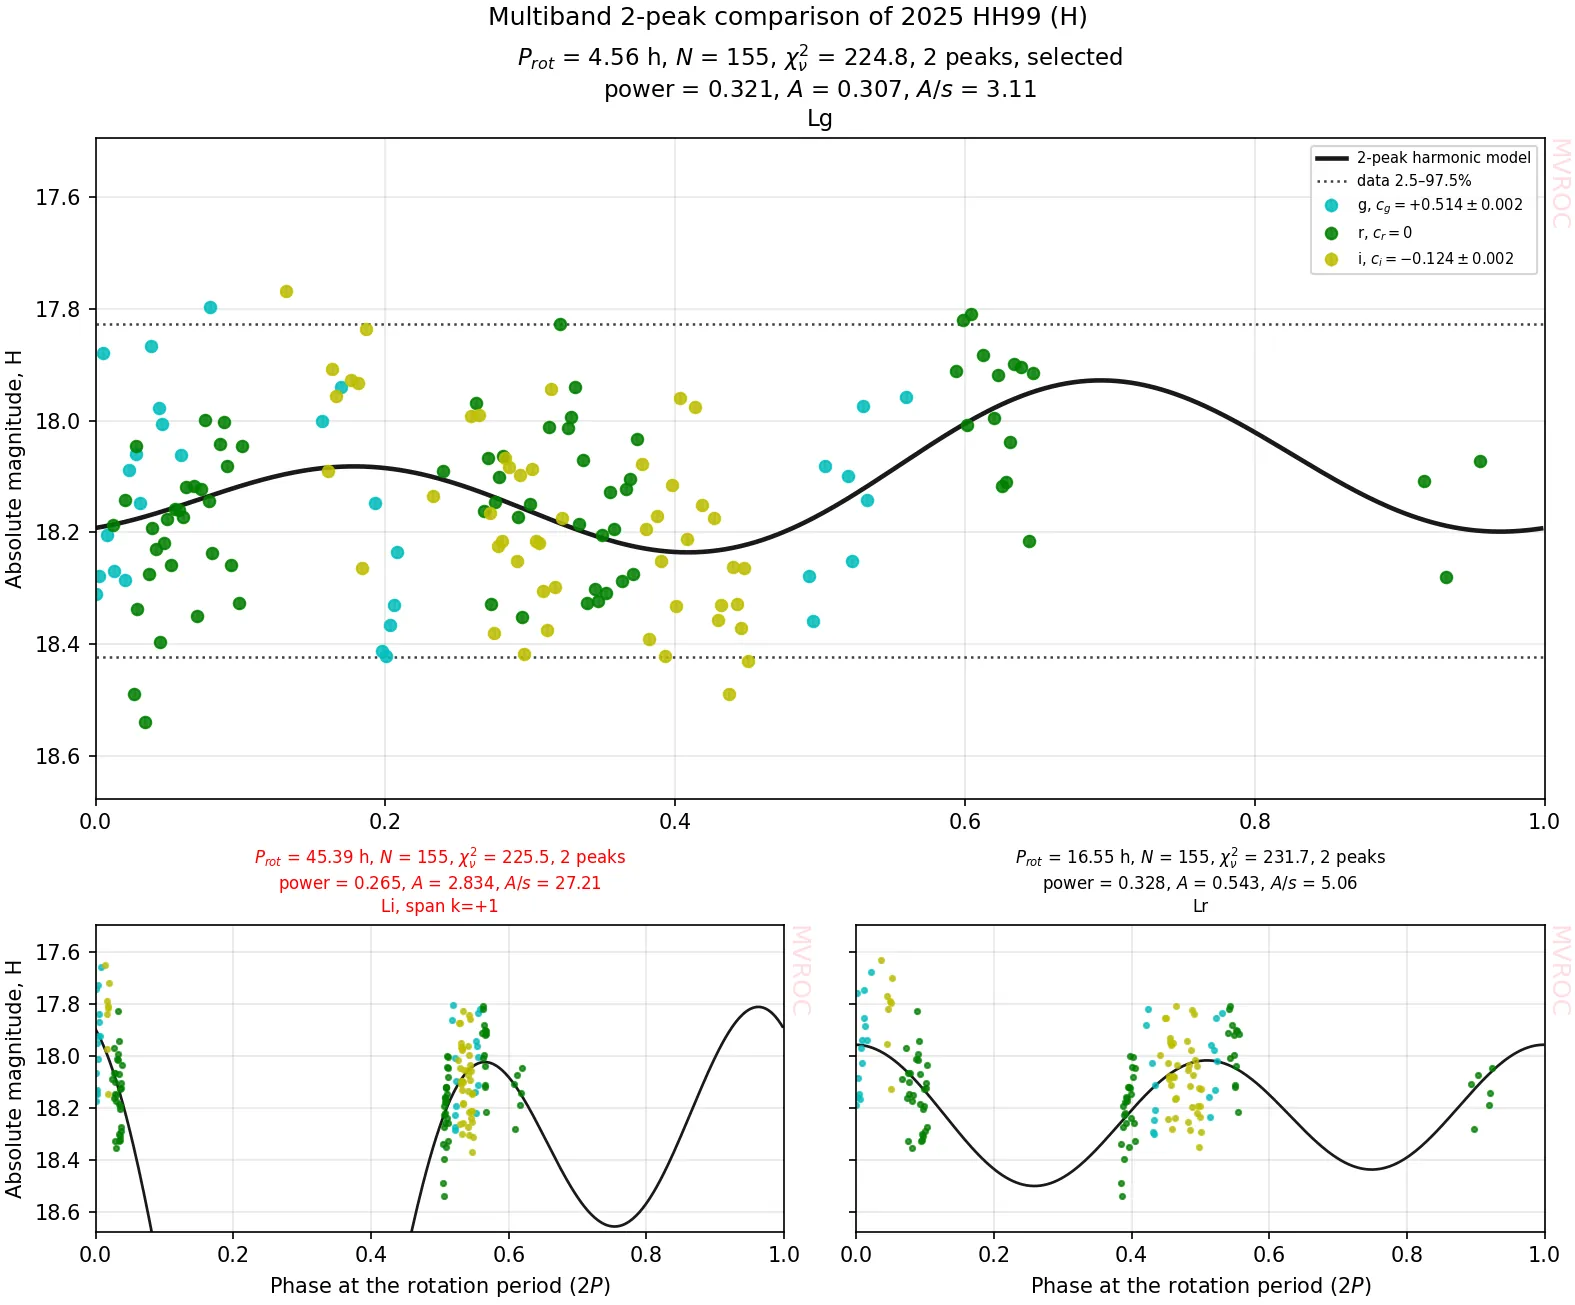 Multiband 2-peak comparison of 2025 HH99 (H)
P_rot = 4.56 h, N = 155, χ²_ν = 224.8, 2 peaks, selected
power = 0.321, A = 0.307, A/s = 3.11
Lg
Absolute magnitude, H
17.6
17.8
18.0
18.2
18.4
18.6
0.0 0.2 0.4 0.6 0.8 1.0
2-peak harmonic model
data 2.5–97.5%
g, c_g = +0.514 ± 0.002
r, c_r = 0
i, c_i = −0.124 ± 0.002
MVROC
P_rot = 45.39 h, N = 155, χ²_ν = 225.5, 2 peaks
power = 0.265, A = 2.834, A/s = 27.21
Li, span k=+1
Absolute magnitude, H
17.6
17.8
18.0
18.2
18.4
18.6
0.0 0.2 0.4 0.6 0.8 1.0
Phase at the rotation period (2P)
MVROC
P_rot = 16.55 h, N = 155, χ²_ν = 231.7, 2 peaks
power = 0.328, A = 0.543, A/s = 5.06
Lr
0.0 0.2 0.4 0.6 0.8 1.0
Phase at the rotation period (2P)
MVROC